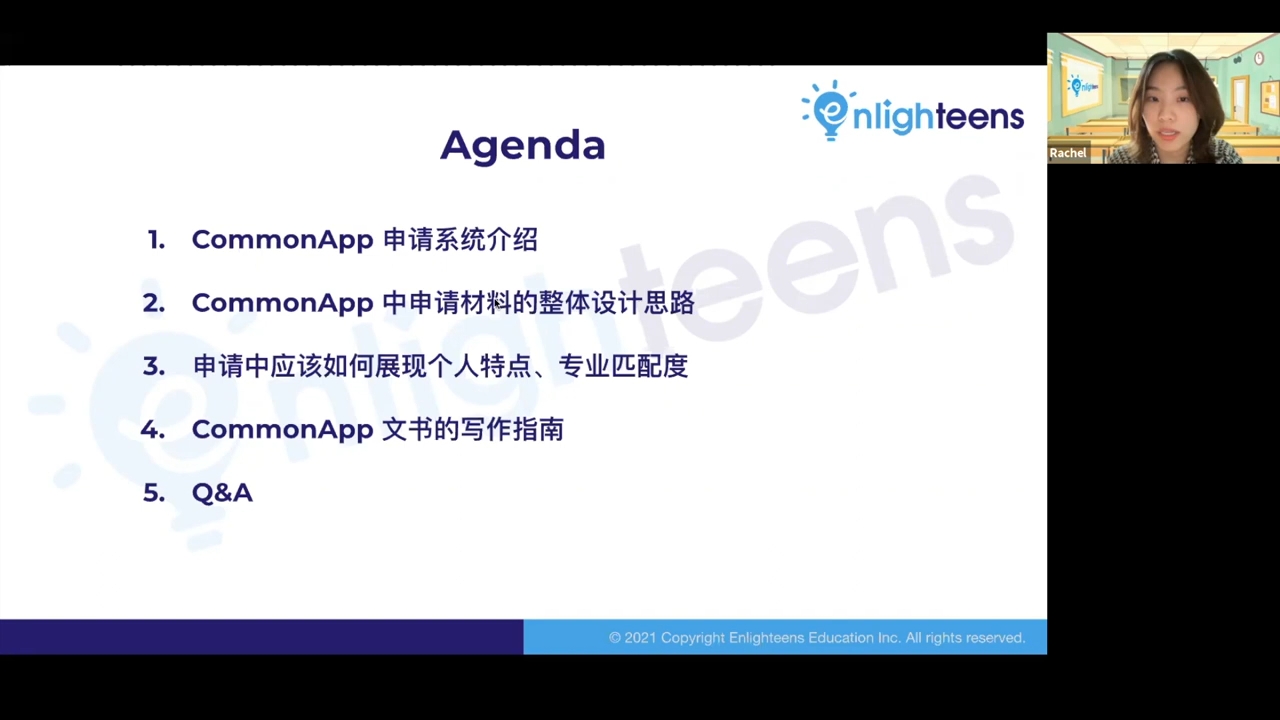 enlighteens
Agenda
Rachel
1. CommonApp 申请系统介绍
2. CommonApp 中申请材料的整体设计思路
3. 申请中应该如何展现个人特点、专业匹配度
4. CommonApp 文书的写作指南
5. Q&A
enlighteens
© 2021 Copyright Enlighteens Education Inc. All rights reserved.